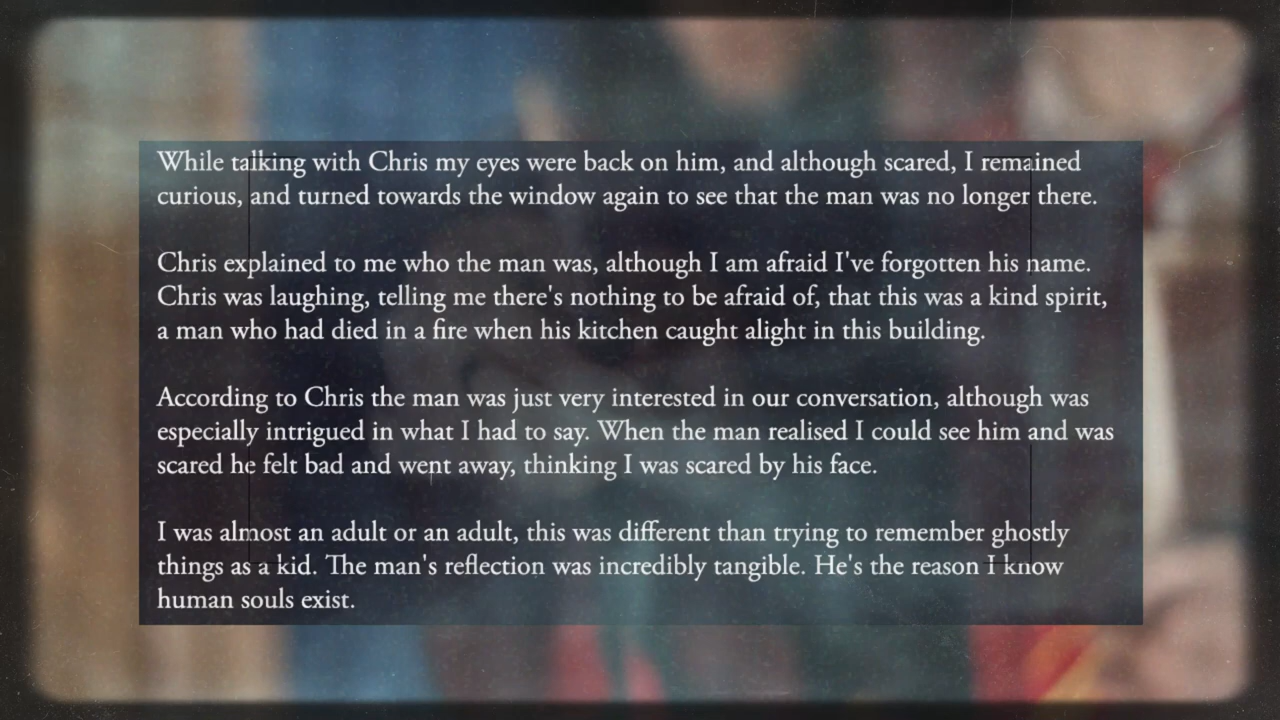 While talking with Chris my eyes were back on him, and although scared, I remained
curious, and turned towards the window again to see that the man was no longer there.
Chris explained to me who the man was, although I am afraid I've forgotten his name.
Chris was laughing, telling me there's nothing to be afraid of, that this was a kind spirit,
a man who had died in a fire when his kitchen caught alight in this building.
According to Chris the man was just very interested in our conversation, although was
especially intrigued in what I had to say. When the man realised I could see him and was
scared he felt bad and went away, thinking I was scared by his face.
I was almost an adult or an adult, this was different than trying to remember ghostly
things as a kid. The man's reflection was incredibly tangible. He's the reason I know
human souls exist.